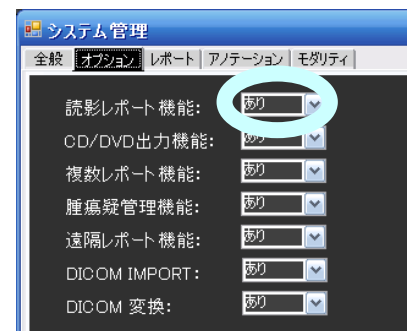 システム管理
全般 オプション レポート アノテーション モダリティ
読影レポート機能: あり
CD/DVD出力機能: あり
複数レポート機能: あり
腫瘍疑管理機能: あり
遠隔レポート機能: あり
DICOM IMPORT: あり
DICOM 変換: あり